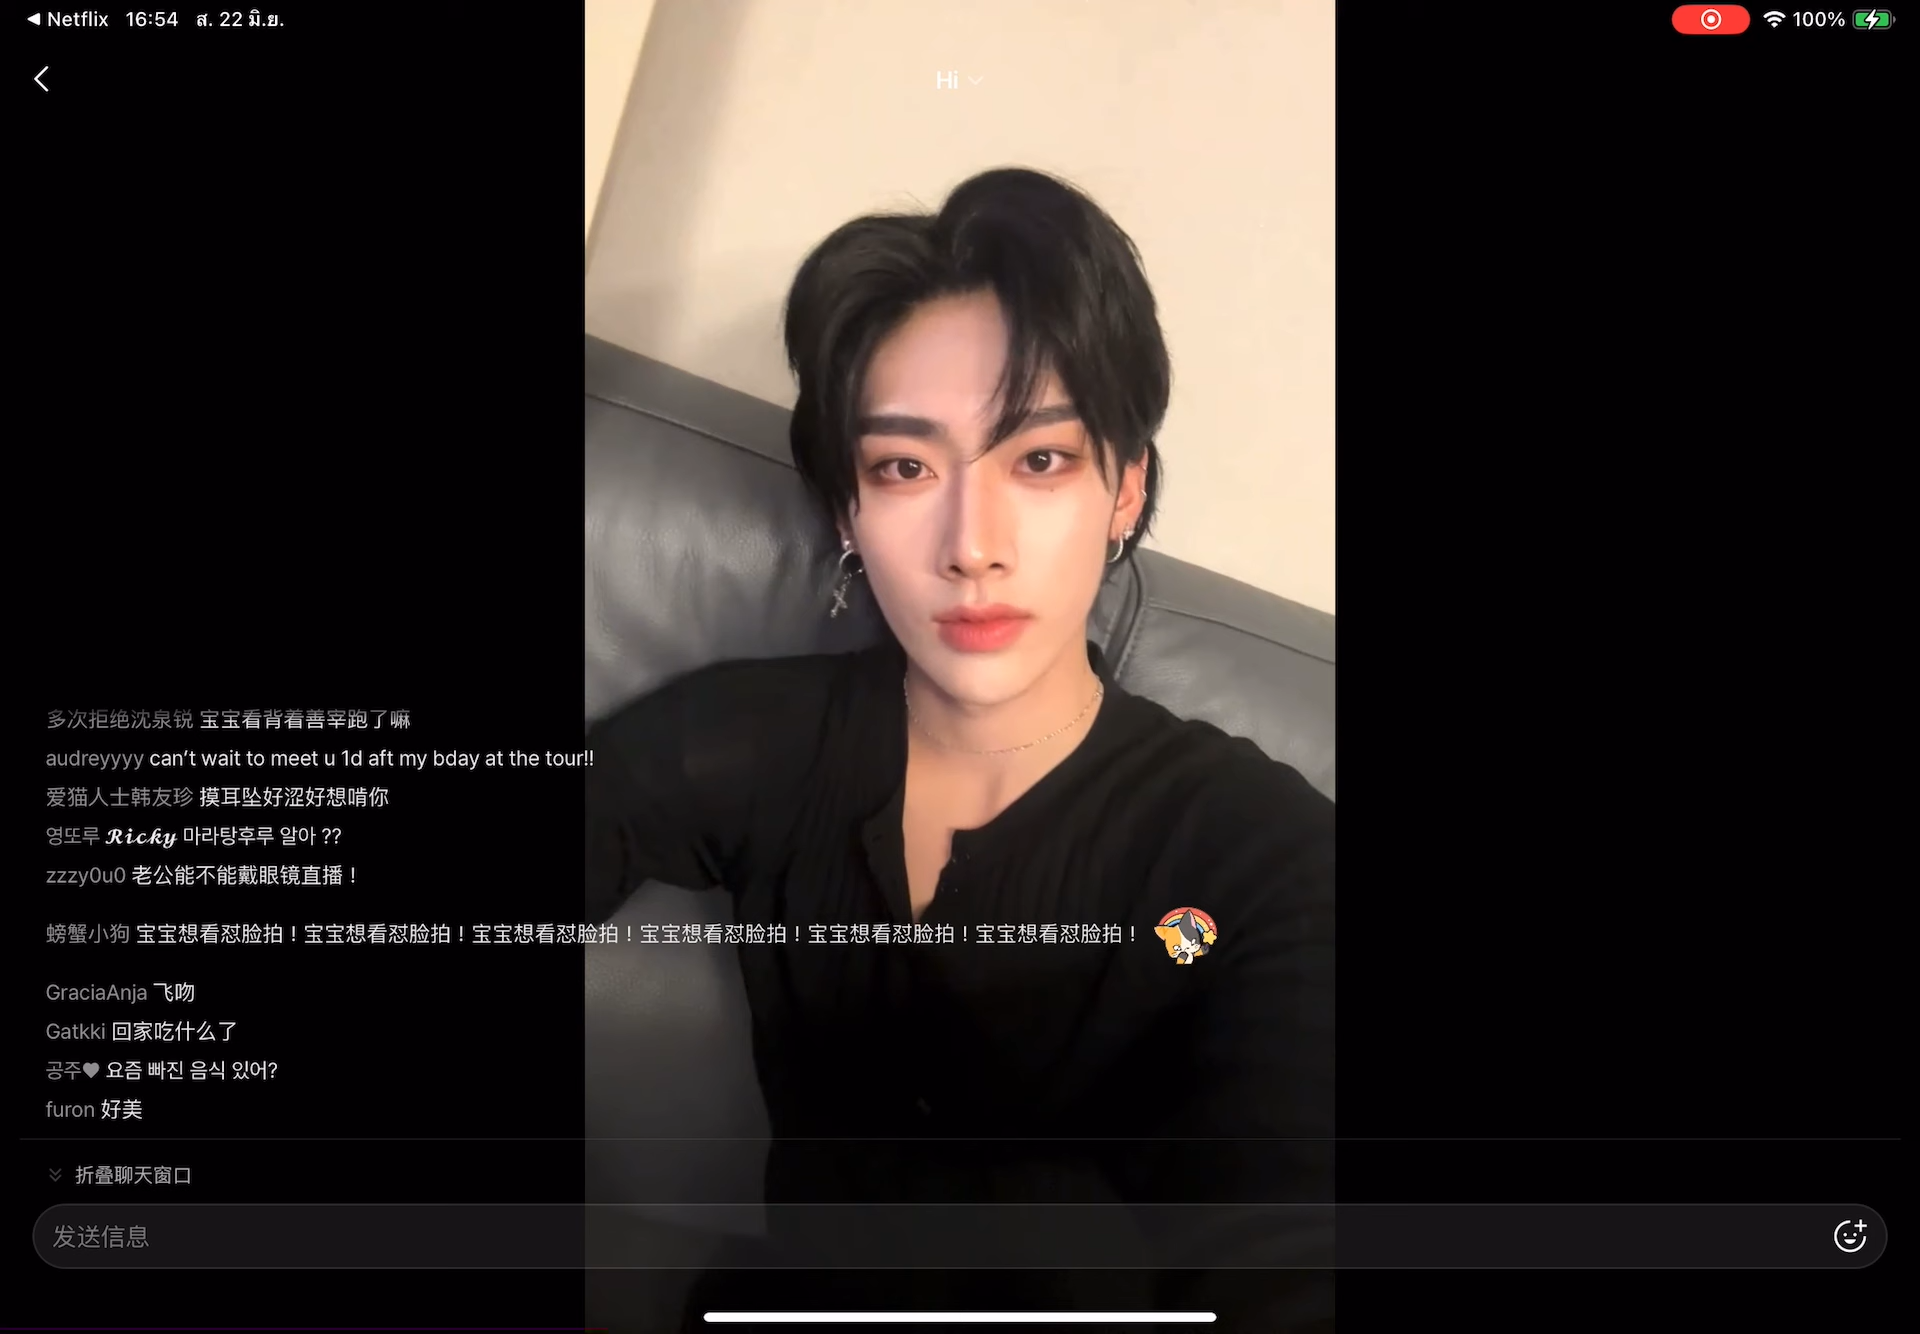 ◀ Netflix 16:54 ส. 22 มิ.ย. 100%
Hi
多次拒绝沈泉锐 宝宝看背着善宰跑了嘛
audreyyyy can’t wait to meet u 1d aft my bday at the tour!!
爱猫人士韩友珍 摸耳坠好涩好想啃你
영또루 𝓡𝓲𝓬𝓴𝔂 마라탕후루 알아 ??
zzzy0u0 老公能不能戴眼镜直播！
螃蟹小狗 宝宝想看怼脸拍！宝宝想看怼脸拍！宝宝想看怼脸拍！宝宝想看怼脸拍！宝宝想看怼脸拍！宝宝想看怼脸拍！
GraciaAnja 飞吻
Gatkki 回家吃什么了
공주♥ 요즘 빠진 음식 있어?
furon 好美
折叠聊天窗口
发送信息